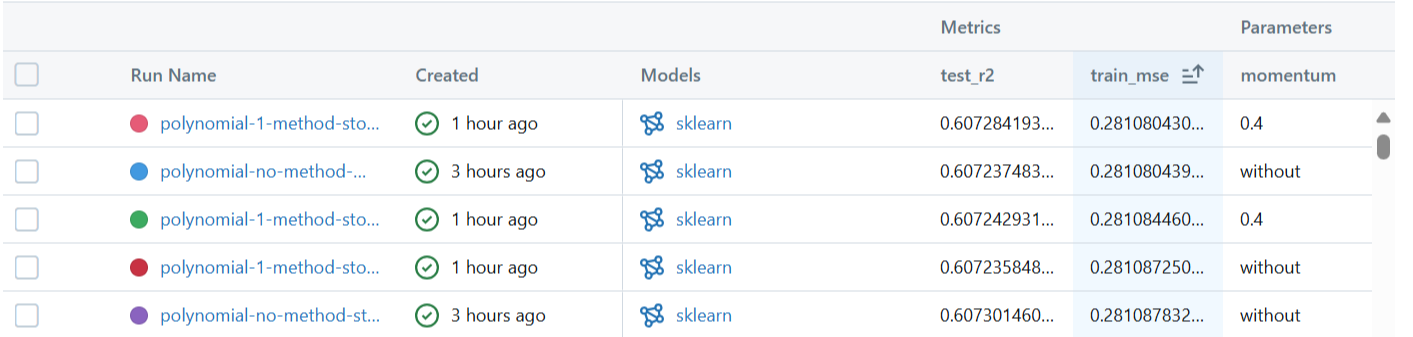 Metrics Parameters
Run Name Created Models test_r2 train_mse momentum
polynomial-1-method-sto... 1 hour ago sklearn 0.607284193... 0.281080430... 0.4
polynomial-no-method-... 3 hours ago sklearn 0.607237483... 0.281080439... without
polynomial-1-method-sto... 1 hour ago sklearn 0.607242931... 0.281084460... 0.4
polynomial-1-method-sto... 1 hour ago sklearn 0.607235848... 0.281087250... without
polynomial-no-method-st... 3 hours ago sklearn 0.607301460... 0.281087832... without